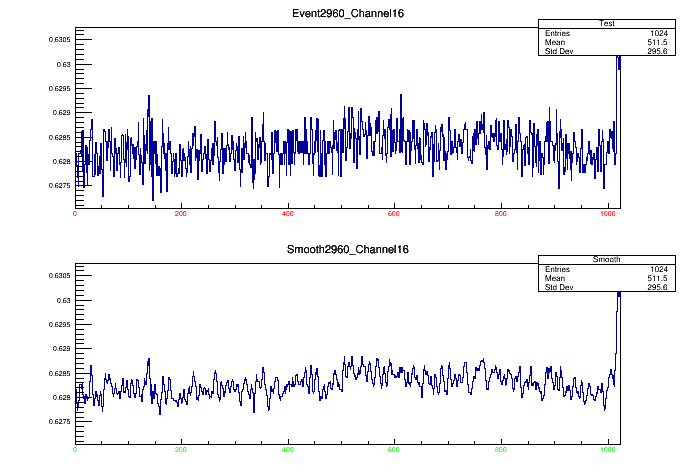 Event2960_Channel16
Test
Entries 1024
Mean 511.5
Std Dev 295.6
0.6305
0.63
0.6295
0.629
0.6285
0.628
0.6275
0 200 400 600 800 1000
Smooth2960_Channel16
Smooth
Entries 1024
Mean 511.5
Std Dev 295.6
0.6305
0.63
0.6295
0.629
0.6285
0.628
0.6275
0 200 400 600 800 1000